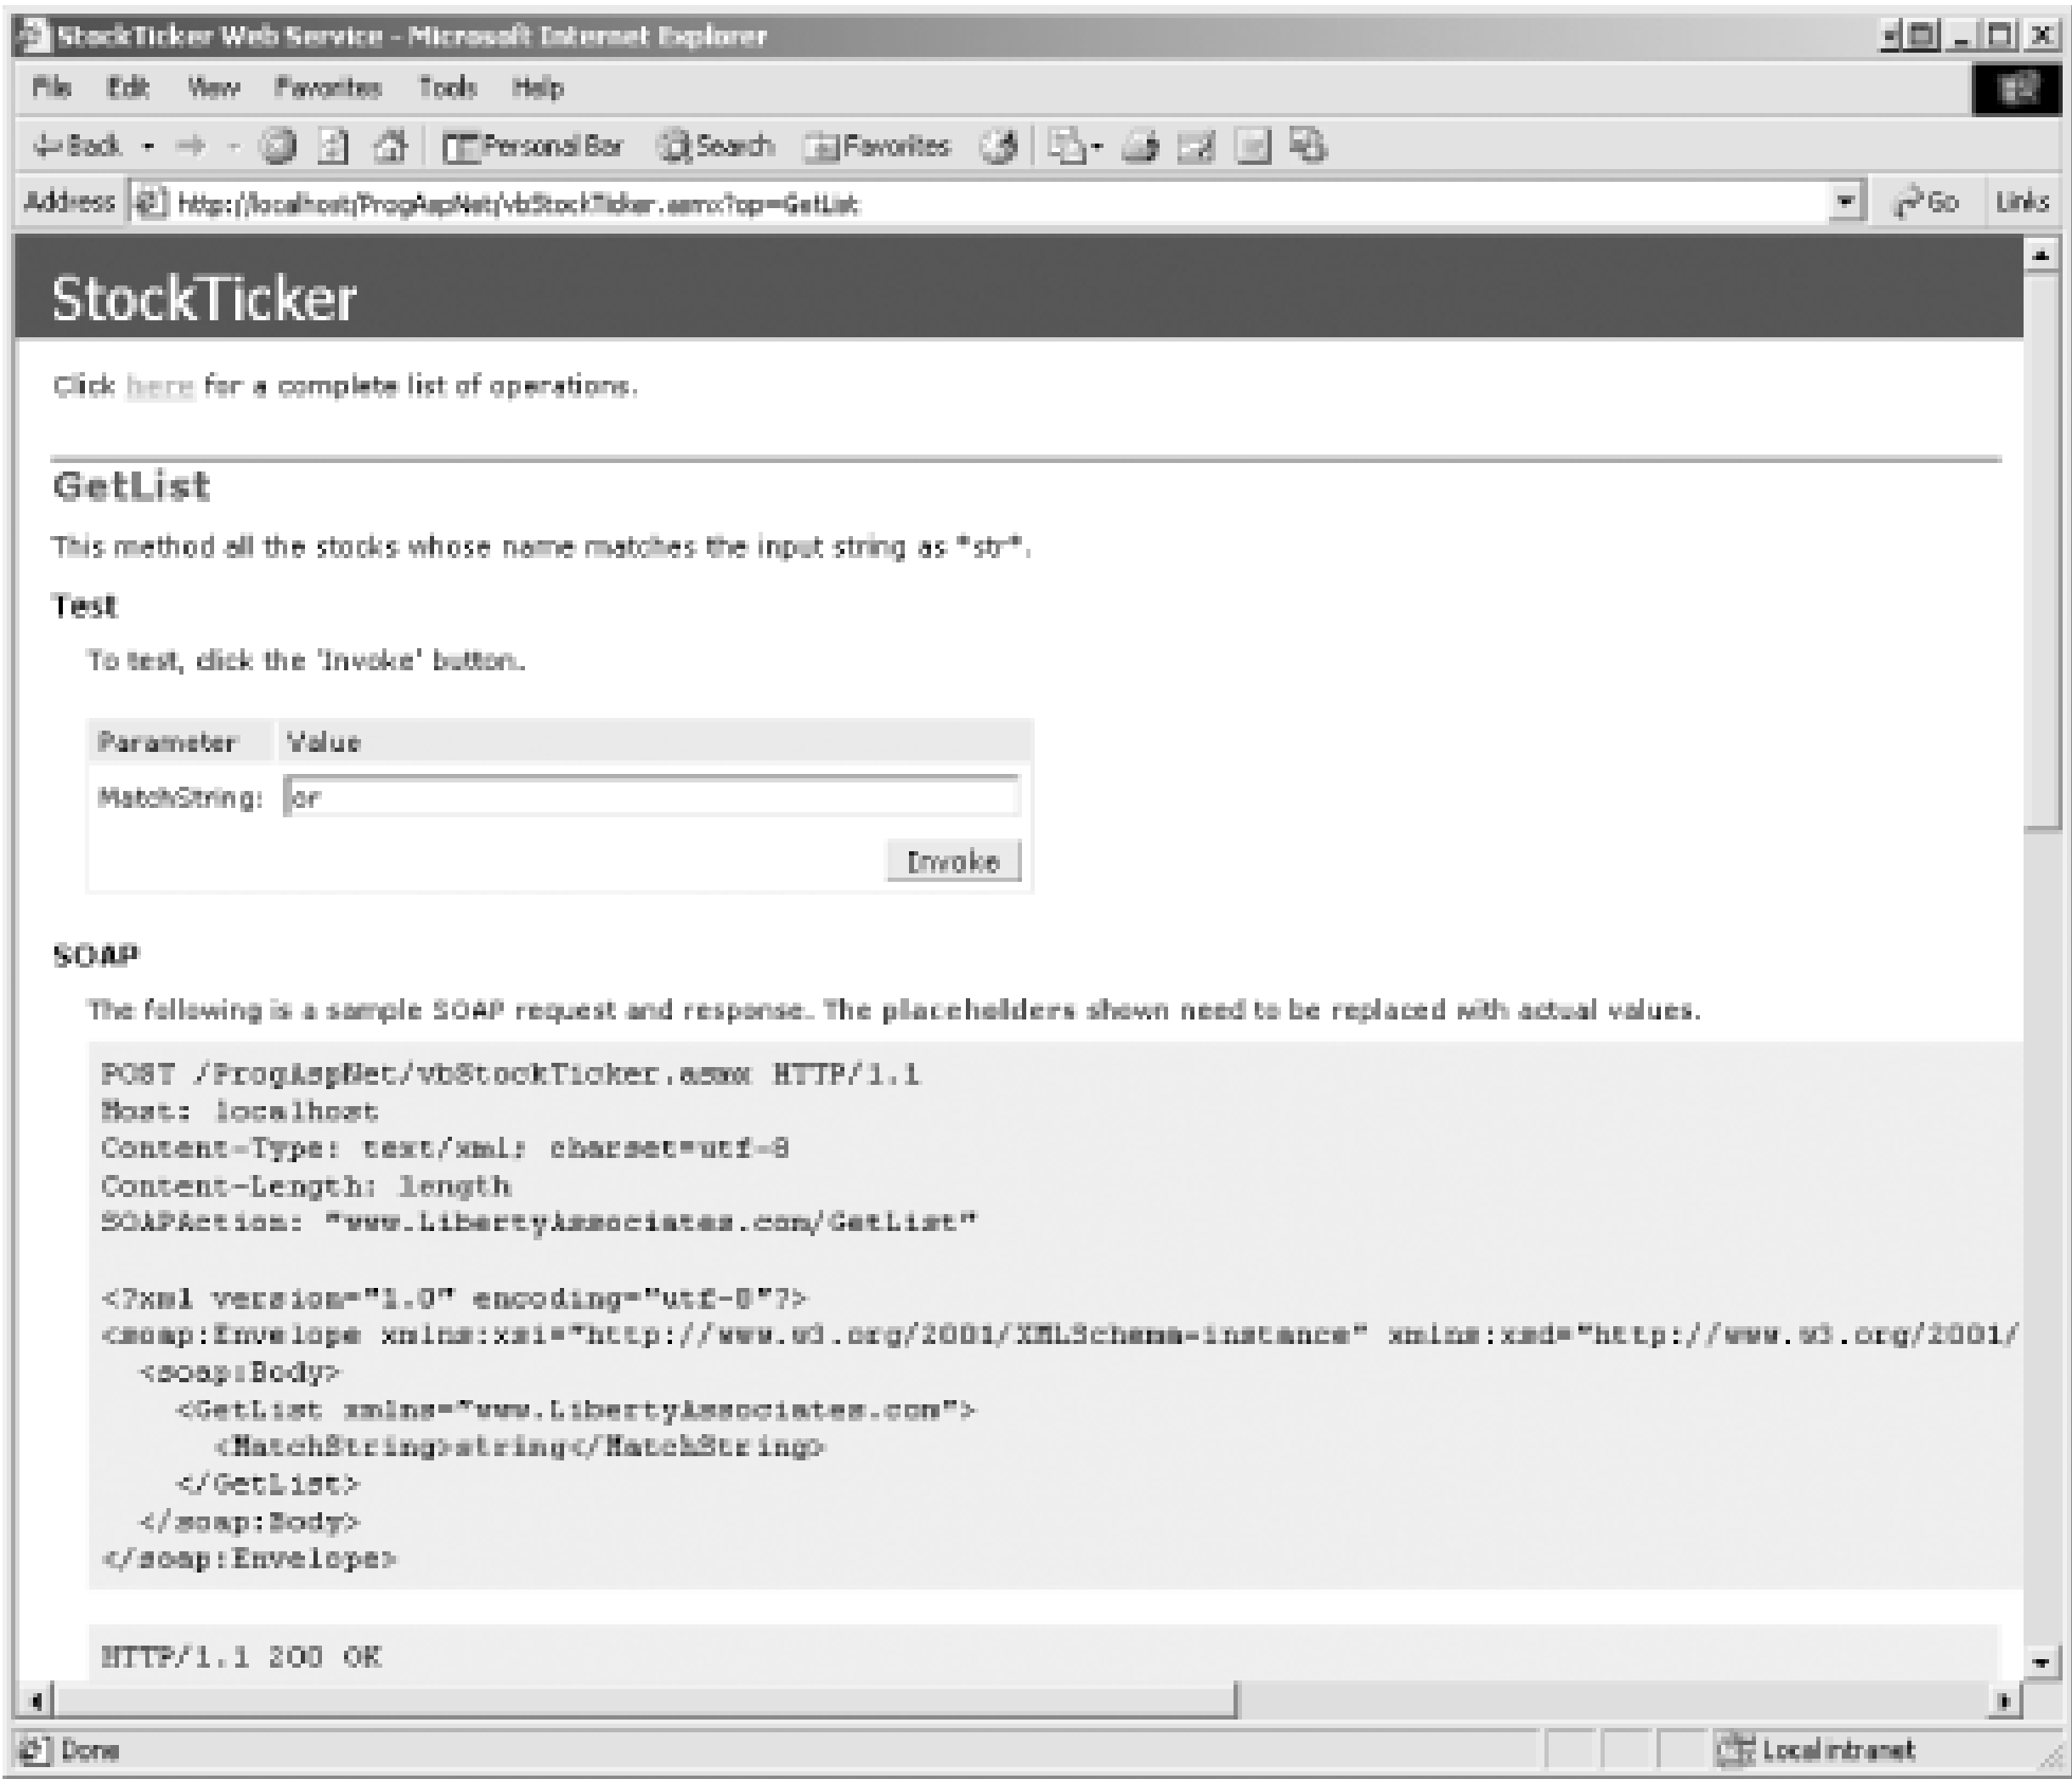 StockTicker Web Service - Microsoft Internet Explorer
File Edit View Favorites Tools Help
Back Personal Bar Search Favorites
Address http://localhost/ProgAspNet/vbStockTicker.asmx?op=GetList Go Links
StockTicker
Click here for a complete list of operations.
GetList
This method all the stocks whose name matches the input string as *str*.
Test
To test, click the 'Invoke' button.
Parameter Value
MatchString: or
Invoke
SOAP
The following is a sample SOAP request and response. The placeholders shown need to be replaced with actual values.
POST /ProgAspNet/vbStockTicker.asmx HTTP/1.1
Host: localhost
Content-Type: text/xml; charset=utf-8
Content-Length: length
SOAPAction: "www.LibertyAssociates.com/GetList"
<?xml version="1.0" encoding="utf-8"?>
<soap:Envelope xmlns:xsi="http://www.w3.org/2001/XMLSchema-instance" xmlns:xsd="http://www.w3.org/2001/
<soap:Body>
<GetList xmlns="www.LibertyAssociates.com">
<MatchString>string</MatchString>
</GetList>
</soap:Body>
</soap:Envelope>
HTTP/1.1 200 OK
Done Local intranet